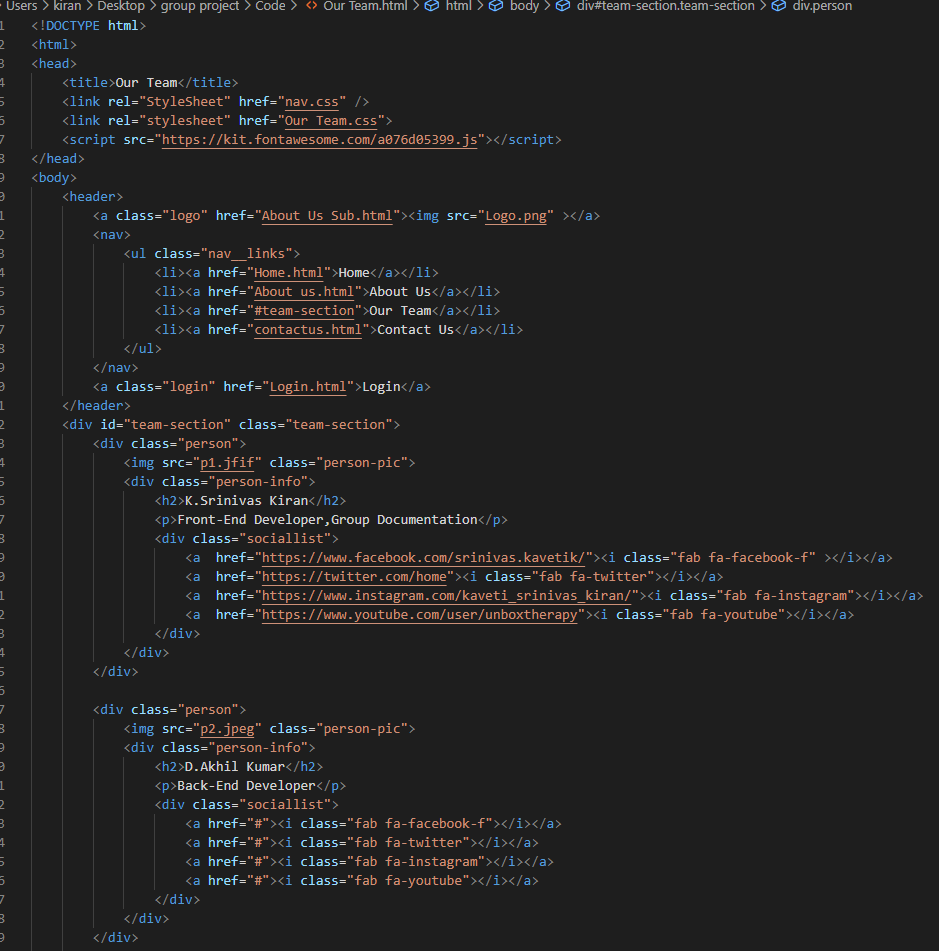 Users > kiran > Desktop > group project > Code > <> Our Team.html > html > body > div#team-section.team-section > div.person
1 <!DOCTYPE html>
2 <html>
3 <head>
4 <title>Our Team</title>
5 <link rel="StyleSheet" href="nav.css" />
6 <link rel="stylesheet" href="Our Team.css">
7 <script src="https://kit.fontawesome.com/a076d05399.js"></script>
8 </head>
9 <body>
0 <header>
1 <a class="logo" href="About Us Sub.html"><img src="Logo.png" ></a>
2 <nav>
3 <ul class="nav__links">
4 <li><a href="Home.html">Home</a></li>
5 <li><a href="About us.html">About Us</a></li>
6 <li><a href="#team-section">Our Team</a></li>
7 <li><a href="contactus.html">Contact Us</a></li>
8 </ul>
9 </nav>
0 <a class="login" href="Login.html">Login</a>
1 </header>
2 <div id="team-section" class="team-section">
3 <div class="person">
4 <img src="p1.jfif" class="person-pic">
5 <div class="person-info">
6 <h2>K.Srinivas Kiran</h2>
7 <p>Front-End Developer,Group Documentation</p>
8 <div class="sociallist">
9 <a  href="https://www.facebook.com/srinivas.kavetik/"><i class="fab fa-facebook-f" ></i></a>
0 <a  href="https://twitter.com/home"><i class="fab fa-twitter"></i></a>
1 <a  href="https://www.instagram.com/kaveti_srinivas_kiran/"><i class="fab fa-instagram"></i></a>
2 <a  href="https://www.youtube.com/user/unboxtherapy"><i class="fab fa-youtube"></i></a>
3 </div>
4 </div>
5 </div>
6
7 <div class="person">
8 <img src="p2.jpeg" class="person-pic">
9 <div class="person-info">
0 <h2>D.Akhil Kumar</h2>
1 <p>Back-End Developer</p>
2 <div class="sociallist">
3 <a href="#"><i class="fab fa-facebook-f"></i></a>
4 <a href="#"><i class="fab fa-twitter"></i></a>
5 <a href="#"><i class="fab fa-instagram"></i></a>
6 <a href="#"><i class="fab fa-youtube"></i></a>
7 </div>
8 </div>
9 </div>